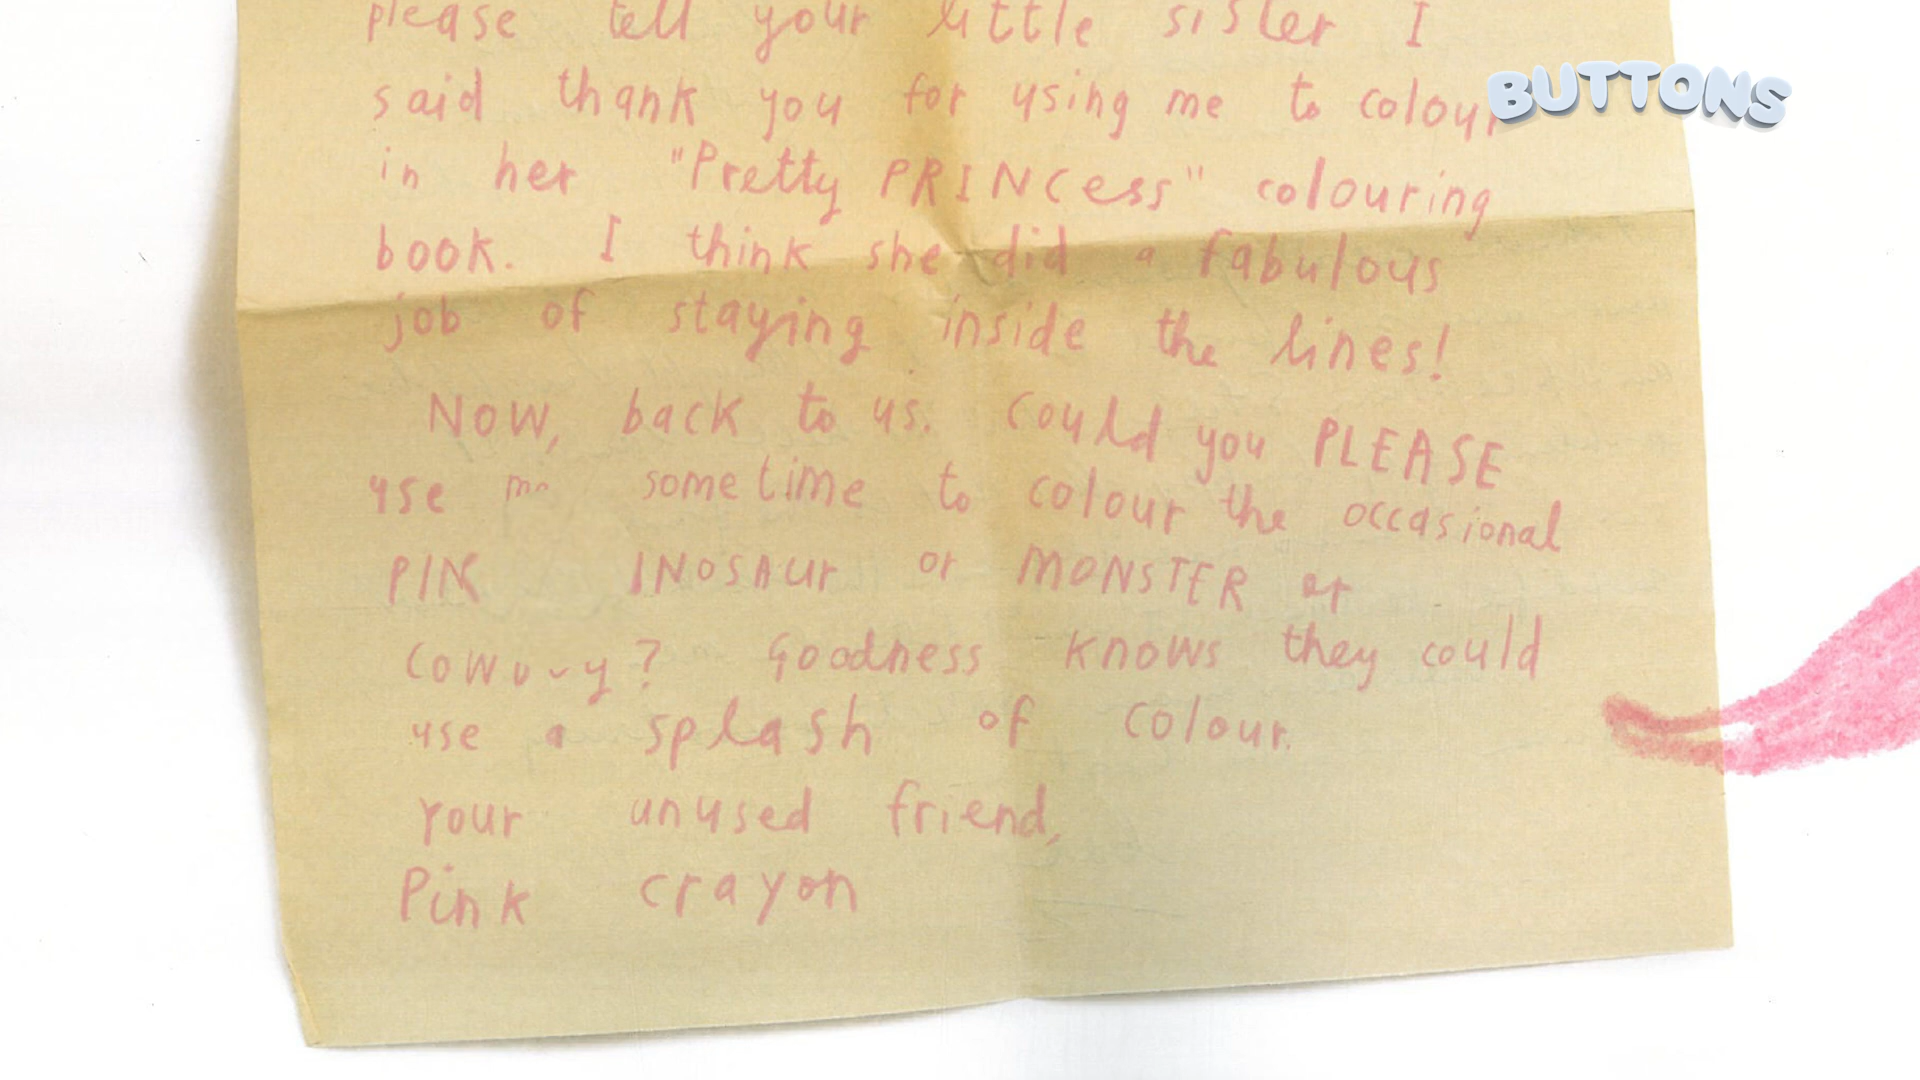 please tell your little sister I
said thank you for using me to colour
in her "Pretty PRINCess" colouring
book. I think she did a fabulous
job of staying inside the lines!
Now, back to us. Could you PLEASE
use sometime to colour the occasional
PINK INOSAUr or MONSTER or
COWboy? Goodness knows they could
use a splash of colour.
Your unused friend,
Pink crayon
BUTTONS